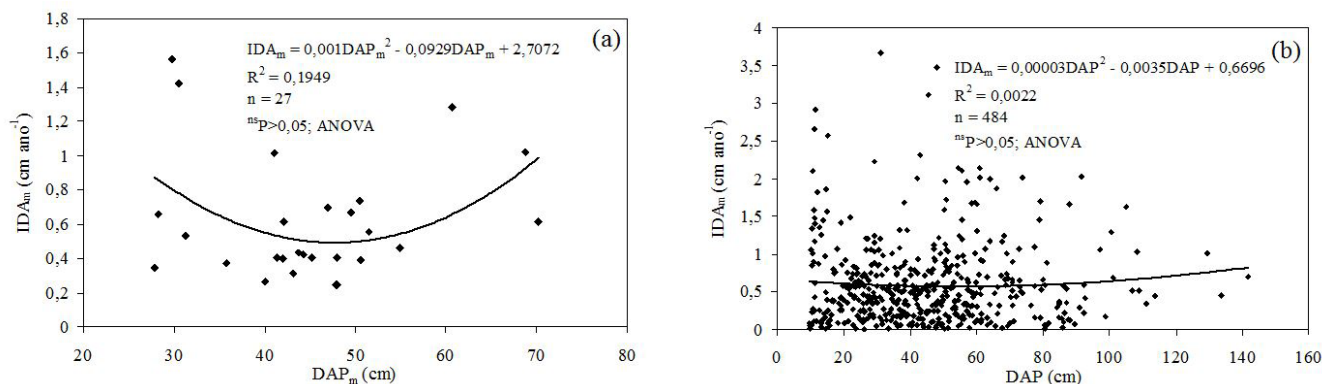 (a)
IDAₘ = 0,001DAPₘ² - 0,0929DAPₘ + 2,7072
R² = 0,1949
n = 27
ⁿˢP>0,05; ANOVA
IDAₘ (cm ano⁻¹)
1,8
1,6
1,4
1,2
1
0,8
0,6
0,4
0,2
0
20 30 40 50 60 70 80
DAPₘ (cm)
(b)
IDAₘ = 0,00003DAP² - 0,0035DAP + 0,6696
R² = 0,0022
n = 484
ⁿˢP>0,05; ANOVA
IDAₘ (cm ano⁻¹)
4
3,5
3
2,5
2
1,5
1
0,5
0
0 20 40 60 80 100 120 140 160
DAP (cm)